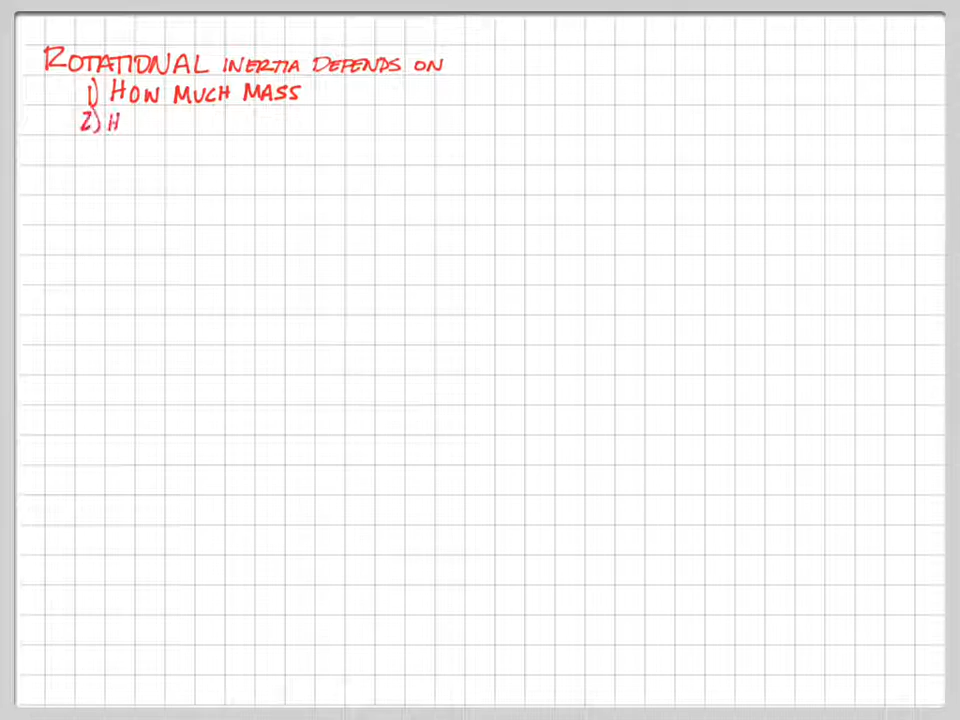 ROTATIONAL INERTIA DEPENDS ON
1) HOW MUCH MASS
2) H